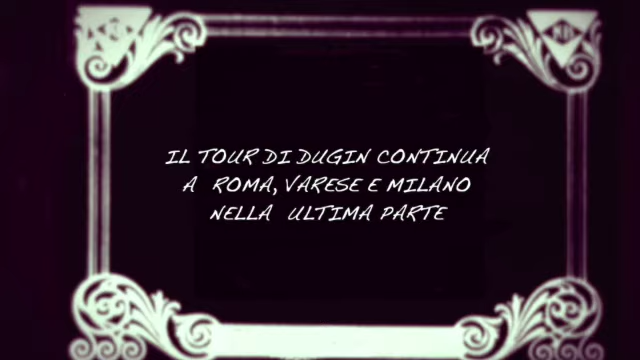 IL TOUR DI DUGIN CONTINUA
A ROMA, VARESE E MILANO
NELLA ULTIMA PARTE